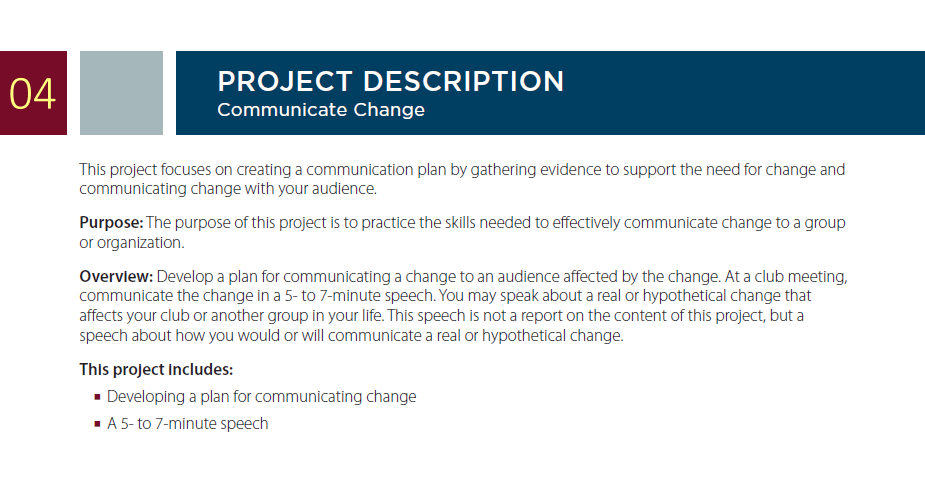 04
PROJECT DESCRIPTION
Communicate Change
This project focuses on creating a communication plan by gathering evidence to support the need for change and
communicating change with your audience.
Purpose: The purpose of this project is to practice the skills needed to effectively communicate change to a group
or organization.
Overview: Develop a plan for communicating a change to an audience affected by the change. At a club meeting,
communicate the change in a 5- to 7-minute speech. You may speak about a real or hypothetical change that
affects your club or another group in your life. This speech is not a report on the content of this project, but a
speech about how you would or will communicate a real or hypothetical change.
This project includes:
▪ Developing a plan for communicating change
▪ A 5- to 7-minute speech